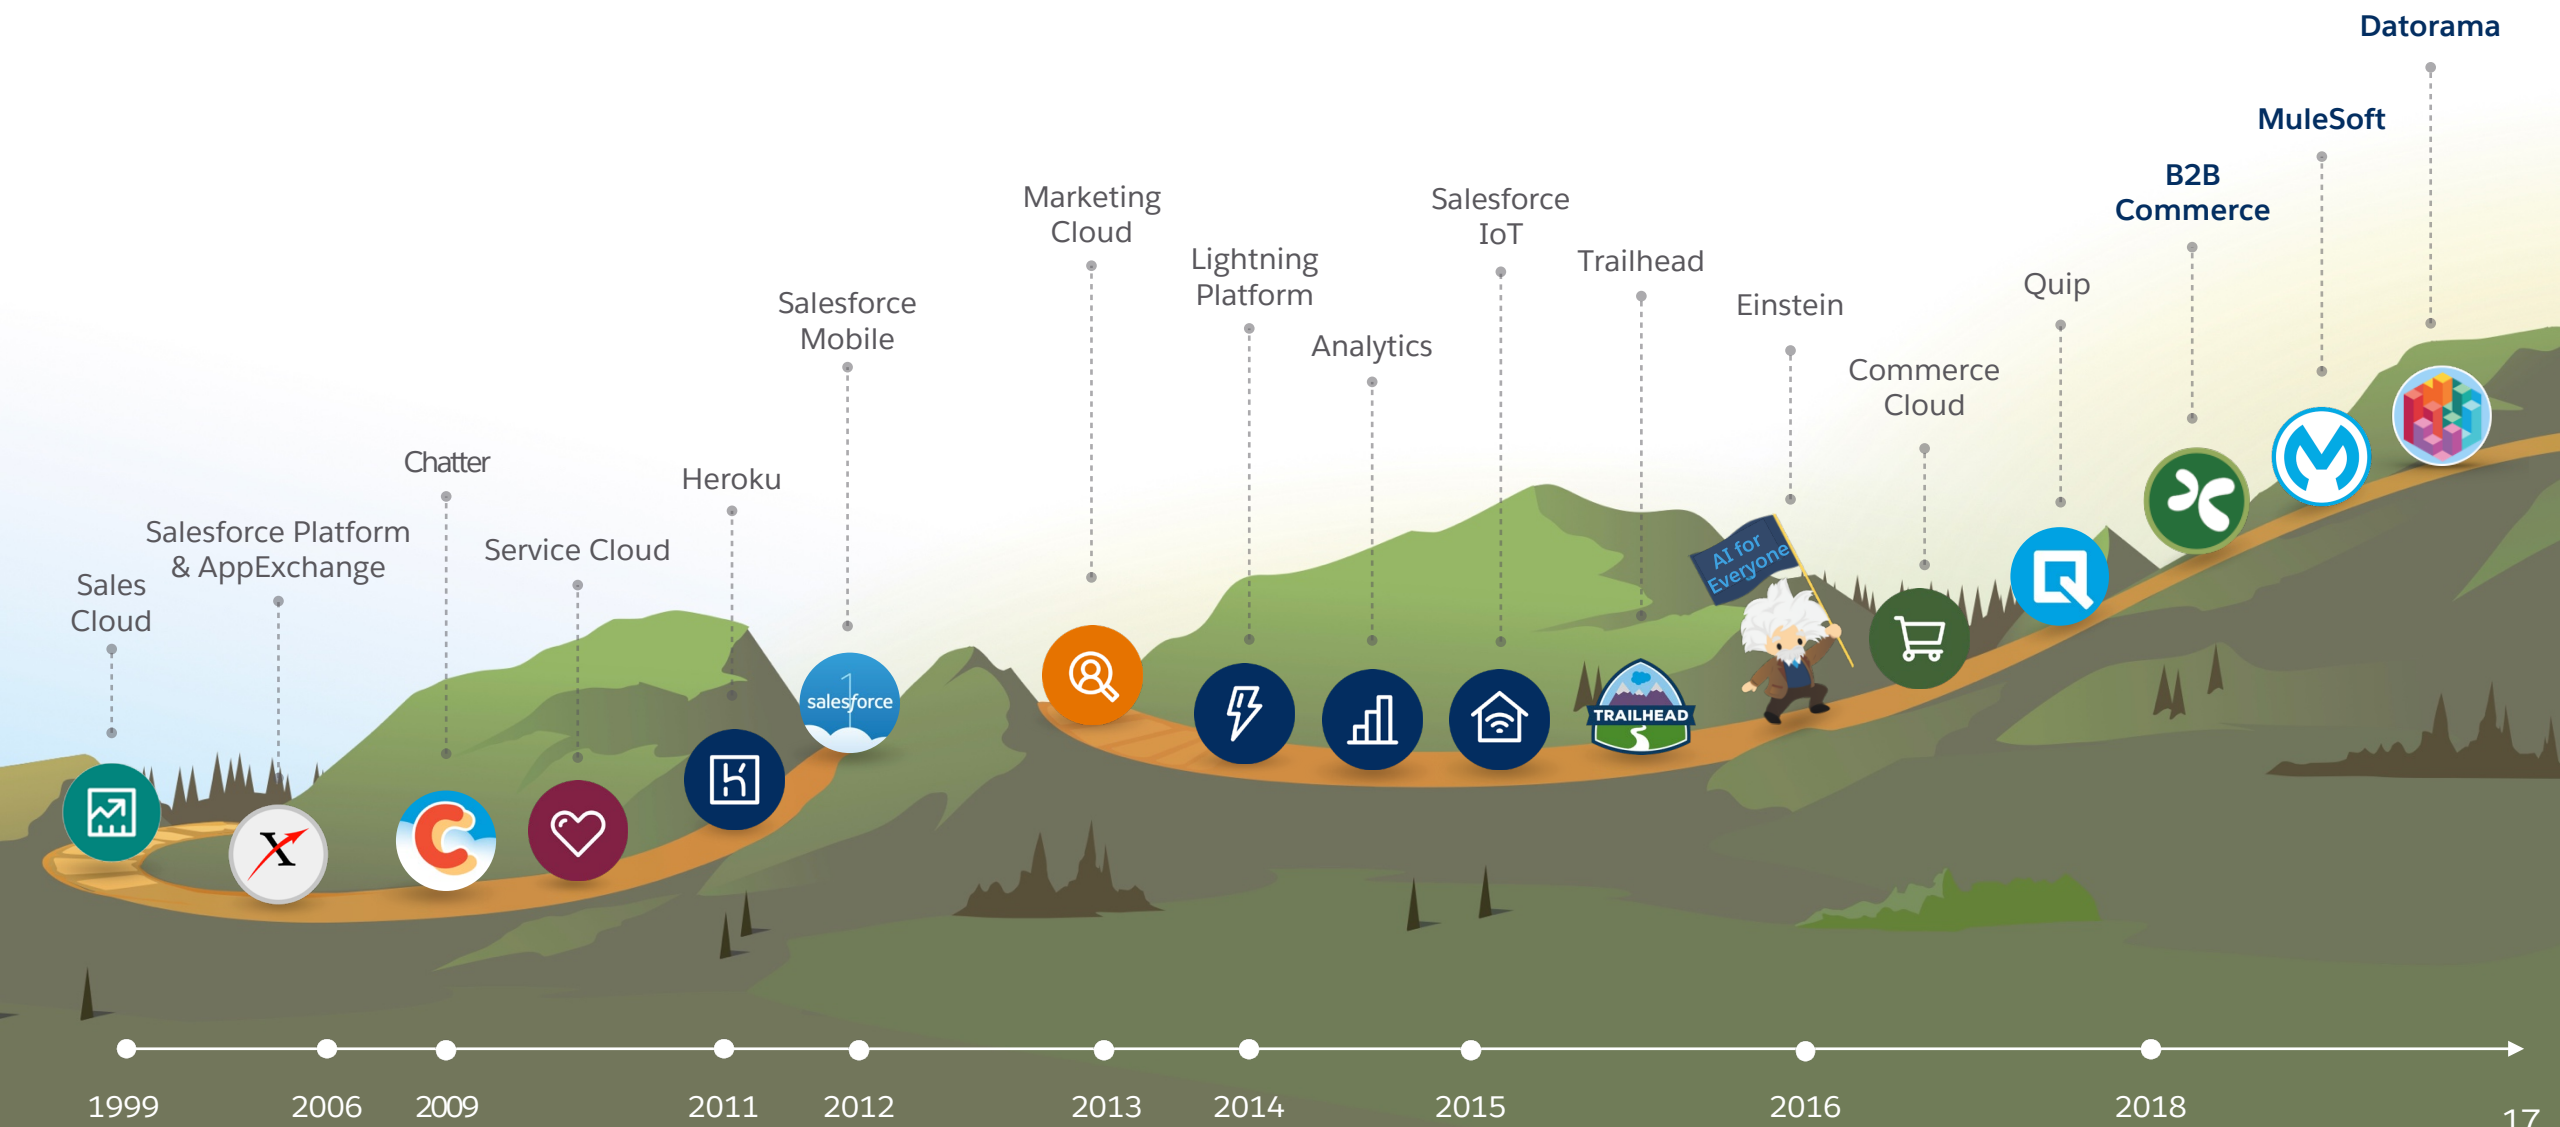 Datorama
MuleSoft
B2B
Commerce
Marketing
Cloud
Salesforce
IoT
Lightning
Platform
Trailhead
Quip
Salesforce
Mobile
Einstein
Analytics
Commerce
Cloud
Chatter
Heroku
Salesforce Platform
& AppExchange
Service Cloud
Sales
Cloud
AI for
Everyone
1
salesforce
TRAILHEAD
X
C
1999
2006
2009
2011
2012
2013
2014
2015
2016
2018
17